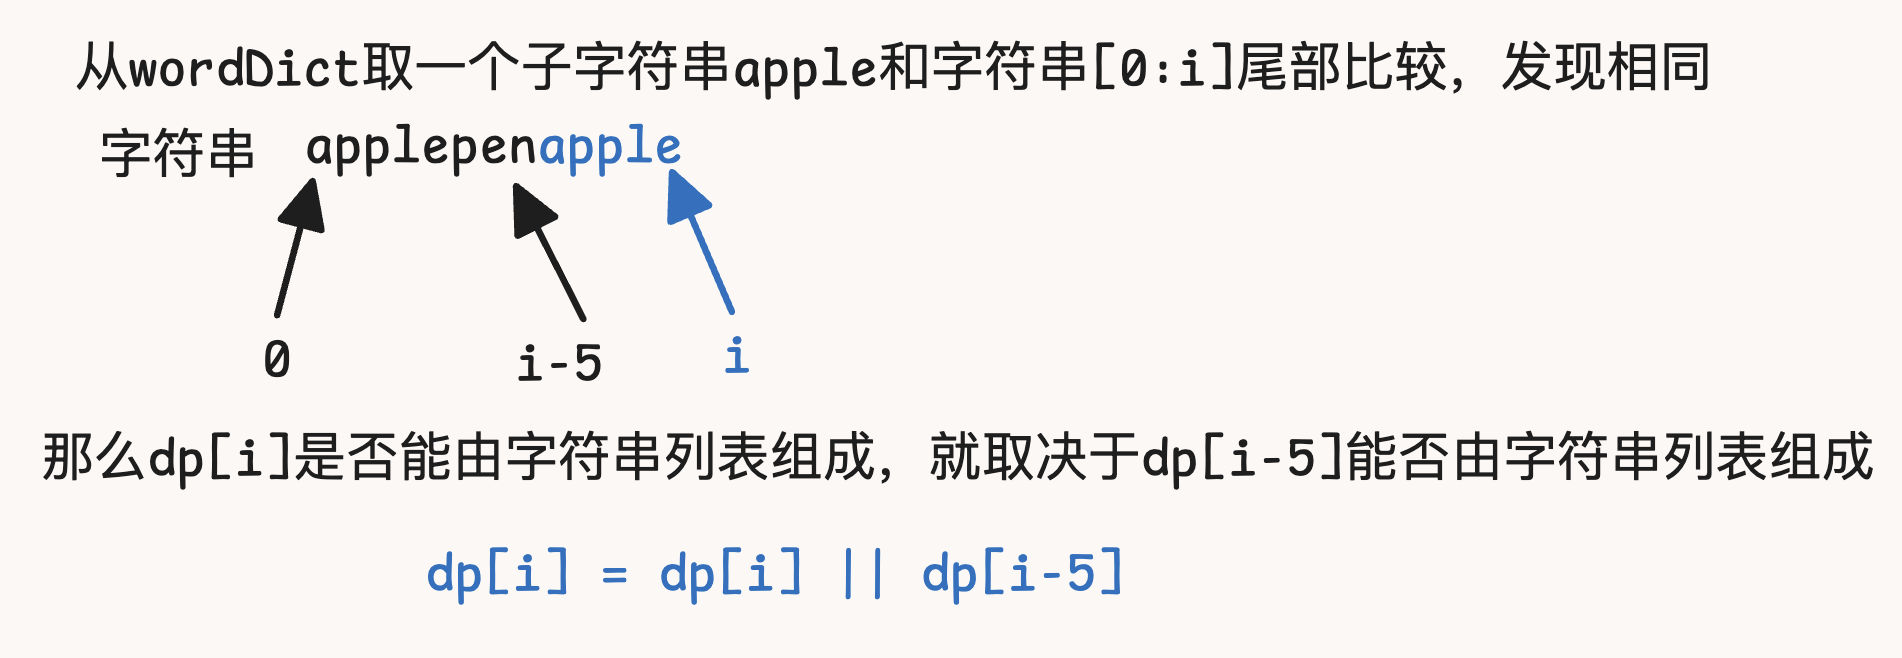 从wordDict取一个子字符串apple和字符串[0:i]尾部比较，发现相同
字符串 applepenapple
0 i-5 i
那么dp[i]是否能由字符串列表组成，就取决于dp[i-5]能否由字符串列表组成
dp[i] = dp[i] || dp[i-5]